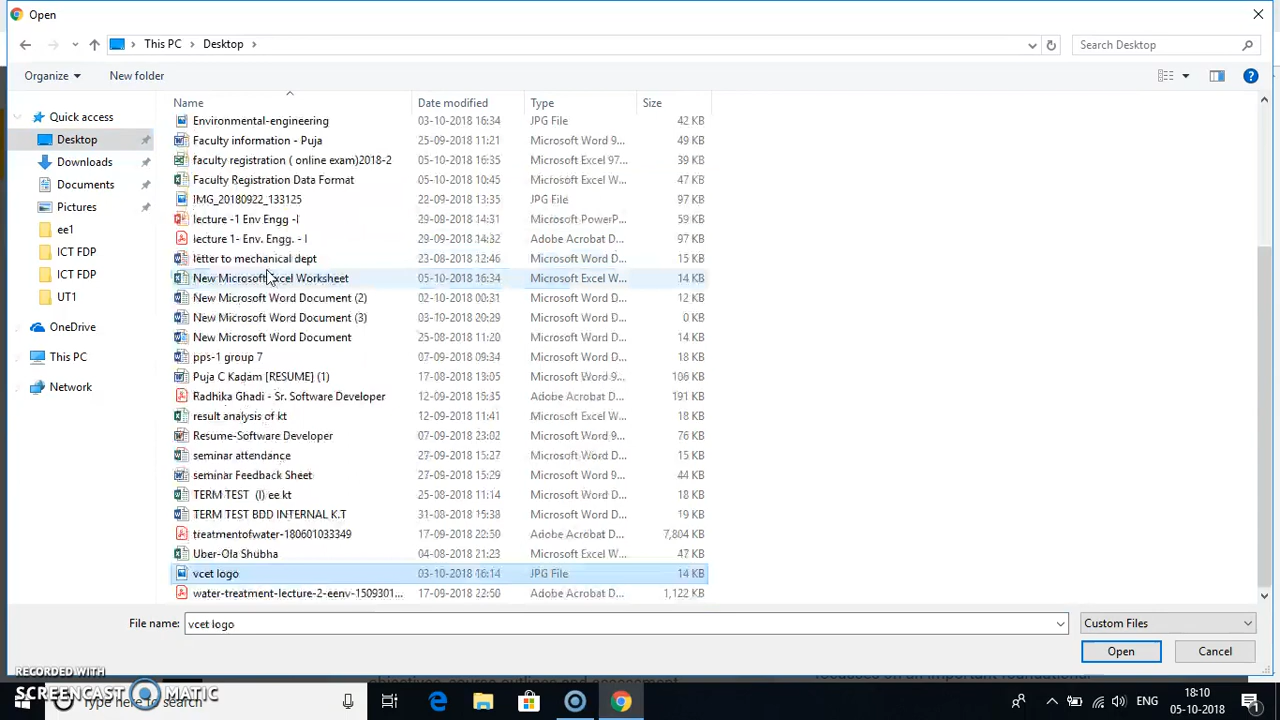 Open
This PC Desktop
Search Desktop
Organize New folder
Name Date modified Type Size
Quick access
Desktop
Downloads
Documents
Pictures
ee1
ICT FDP
ICT FDP
UT1
OneDrive
This PC
Network
Environmental-engineering 03-10-2018 16:34 JPG File 42 KB
Faculty information - Puja 25-09-2018 11:21 Microsoft Word 9... 49 KB
faculty registration ( online exam)2018-2 05-10-2018 16:35 Microsoft Excel 97... 39 KB
Faculty Registration Data Format 05-10-2018 10:45 Microsoft Excel W... 47 KB
IMG_20180922_133125 22-09-2018 13:35 JPG File 97 KB
lecture -1 Env Engg -I 29-08-2018 14:31 Microsoft PowerP... 59 KB
lecture 1- Env. Engg. - I 29-09-2018 14:32 Adobe Acrobat D... 97 KB
letter to mechanical dept 23-08-2018 12:46 Microsoft Word D... 15 KB
New Microsoft Excel Worksheet 05-10-2018 16:34 Microsoft Excel W... 14 KB
New Microsoft Word Document (2) 02-10-2018 00:31 Microsoft Word D... 12 KB
New Microsoft Word Document (3) 03-10-2018 20:29 Microsoft Word D... 0 KB
New Microsoft Word Document 25-08-2018 11:20 Microsoft Word D... 14 KB
pps-1 group 7 07-09-2018 09:34 Microsoft Word D... 18 KB
Puja C Kadam [RESUME] (1) 17-08-2018 13:05 Microsoft Word 9... 106 KB
Radhika Ghadi - Sr. Software Developer 12-09-2018 15:35 Adobe Acrobat D... 191 KB
result analysis of kt 12-09-2018 11:41 Microsoft Excel W... 18 KB
Resume-Software Developer 07-09-2018 23:02 Microsoft Word 9... 76 KB
seminar attendance 27-09-2018 15:27 Microsoft Word D... 15 KB
seminar Feedback Sheet 27-09-2018 15:29 Microsoft Word 9... 44 KB
TERM TEST (I) ee kt 25-08-2018 11:14 Microsoft Word D... 18 KB
TERM TEST BDD INTERNAL K.T 31-08-2018 15:38 Microsoft Word D... 19 KB
treatmentofwater-180601033349 17-09-2018 22:50 Adobe Acrobat D... 7,804 KB
Uber-Ola Shubha 04-08-2018 21:23 Microsoft Excel W... 47 KB
vcet logo 03-10-2018 16:14 JPG File 14 KB
water-treatment-lecture-2-eenv-1509301... 17-09-2018 22:50 Adobe Acrobat D... 1,122 KB
File name: vcet logo Custom Files
Open Cancel
RECORDED WITH
SCREENCAST MATIC
Type here to search
ENG
18:10
05-10-2018
1